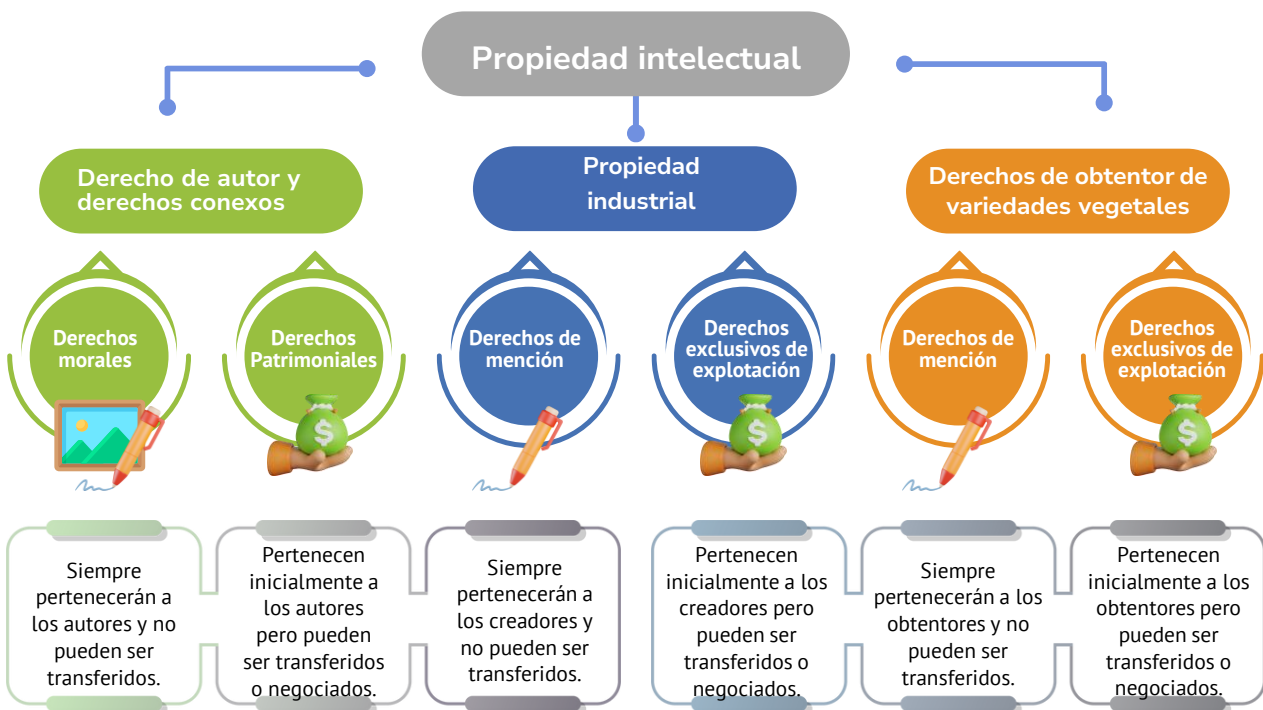 Propiedad intelectual
Derecho de autor y
derechos conexos
Propiedad
industrial
Derechos de obtentor de
variedades vegetales
Derechos
morales
Derechos
Patrimoniales
Derechos de
mención
Derechos
exclusivos de
explotación
Derechos de
mención
Derechos
exclusivos de
explotación
$
$
$
Siempre
pertenecerán a
los autores y no
pueden ser
transferidos.
Pertenecen
inicialmente a
los autores
pero pueden
ser transferidos
o negociados.
Siempre
pertenecerán a
los creadores y
no pueden ser
transferidos.
Pertenecen
inicialmente a los
creadores pero
pueden ser
transferidos o
negociados.
Siempre
pertenecerán a los
obtentores y no
pueden ser
transferidos.
Pertenecen
inicialmente a los
obtentores pero
pueden ser
transferidos o
negociados.